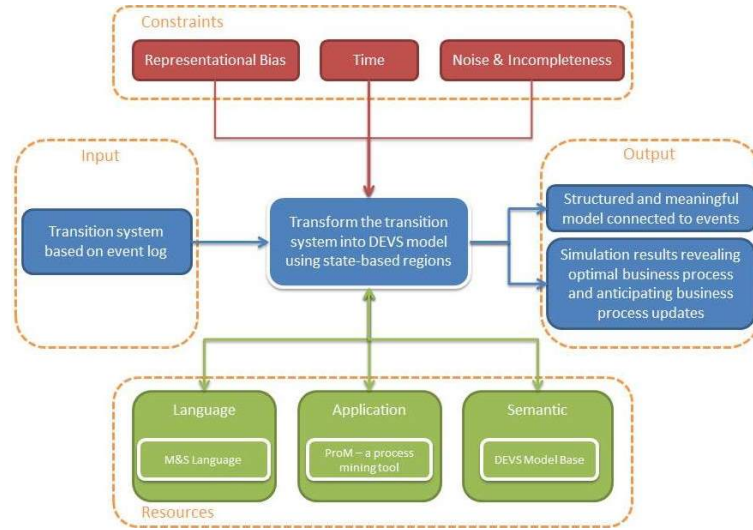 Constraints
Representational Bias
Time
Noise & Incompleteness
Input
Transition system
based on event log
Transform the transition
system into DEVS model
using state-based regions
Output
Structured and meaningful
model connected to events
Simulation results revealing
optimal business process
and anticipating business
process updates
Language
M&S Language
Application
ProM – a process
mining tool
Semantic
DEVS Model Base
Resources